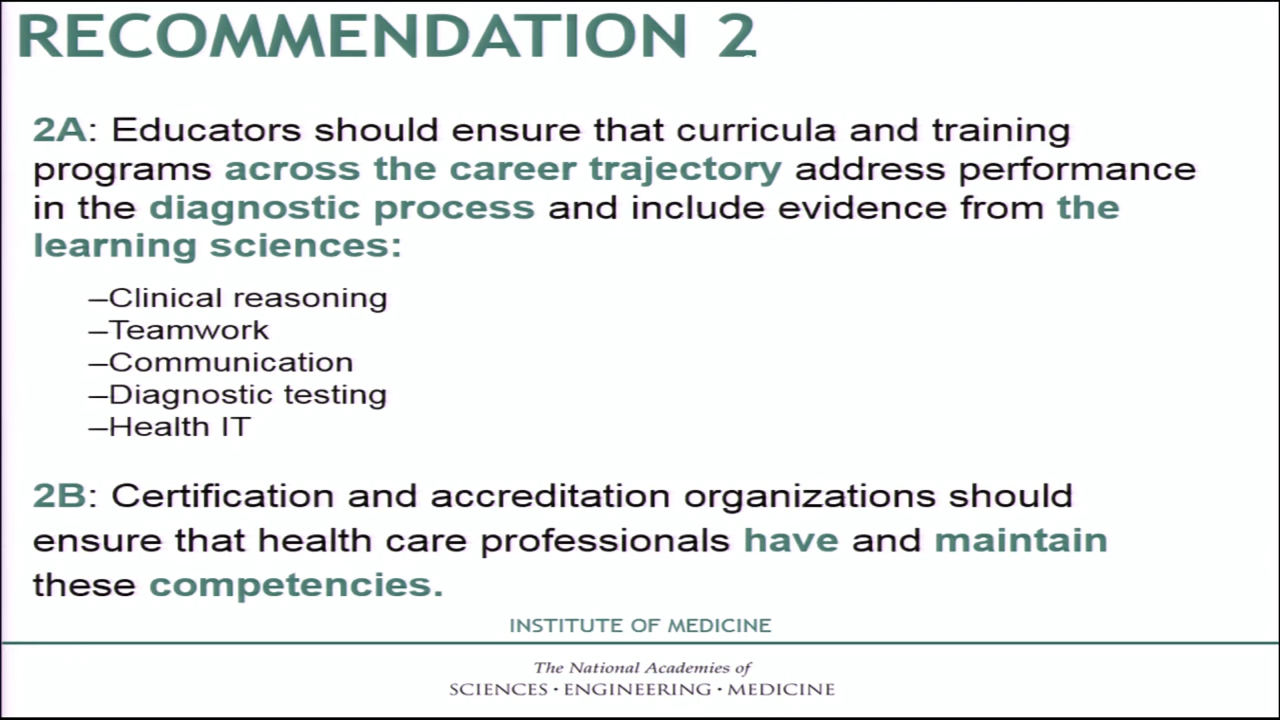 RECOMMENDATION 2
2A: Educators should ensure that curricula and training
programs across the career trajectory address performance
in the diagnostic process and include evidence from the
learning sciences:
–Clinical reasoning
–Teamwork
–Communication
–Diagnostic testing
–Health IT
2B: Certification and accreditation organizations should
ensure that health care professionals have and maintain
these competencies.
INSTITUTE OF MEDICINE
The National Academies of
SCIENCES · ENGINEERING · MEDICINE